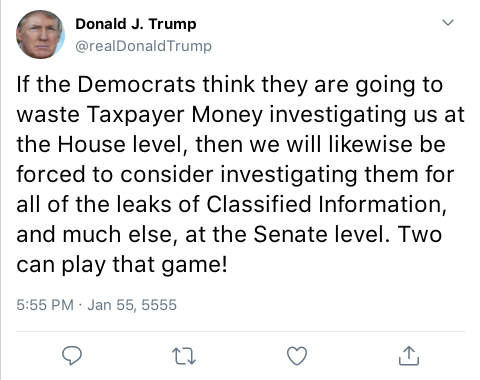 Donald J. Trump
@realDonaldTrump
If the Democrats think they are going to
waste Taxpayer Money investigating us at
the House level, then we will likewise be
forced to consider investigating them for
all of the leaks of Classified Information,
and much else, at the Senate level. Two
can play that game!
5:55 PM · Jan 55, 5555